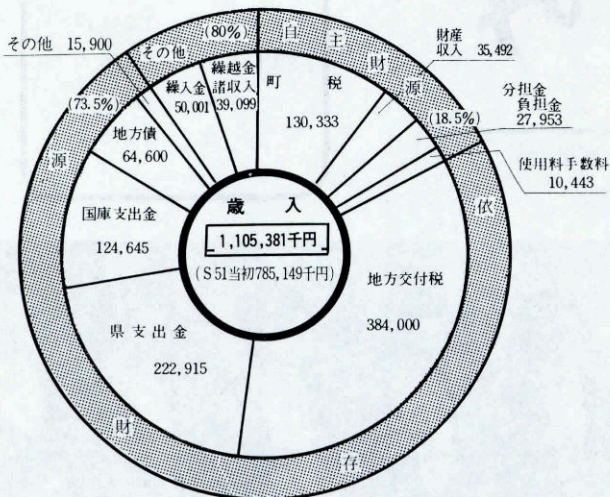 自主財源
(18.5%)
町税
130,333
財産
収入 35,492
分担金
負担金
27,953
使用料手数料
10,443
依存財源
(73.5%)
地方交付税
384,000
県支出金
222,915
国庫支出金
124,645
地方債
64,600
その他 15,900
その他
(80%)
繰入金
50,001
繰越金
諸収入
39,099
歳入
1,105,381千円
(S51当初785,149千円)